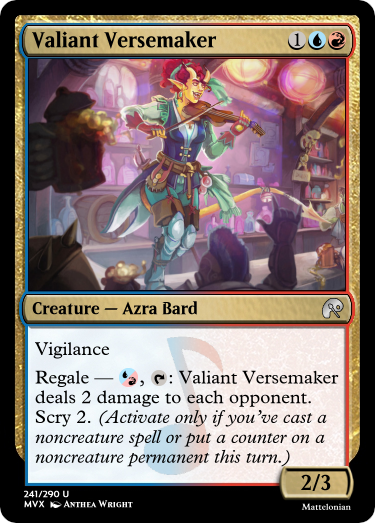 Valiant Versemaker 1
Creature — Azra Bard
Vigilance
Regale — , : Valiant Versemaker
deals 2 damage to each opponent.
Scry 2. (Activate only if you've cast a
noncreature spell or put a counter on a
noncreature permanent this turn.)
2/3
241/290 U
MVX Anthea Wright
Mattelonian